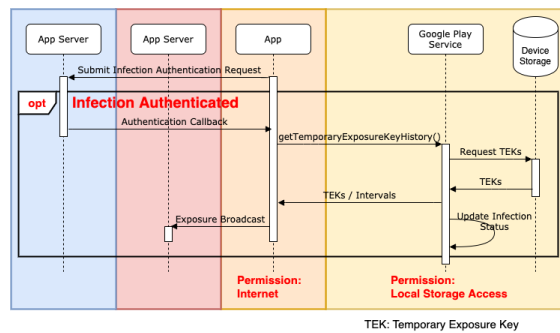 App Server
App Server
App
Google Play
Service
Device
Storage
Submit Infection Authentication Request
opt
Infection Authenticated
Authentication Callback
getTemporaryExposureKeyHistory()
Request TEKs
TEKs
TEKs / Intervals
Exposure Broadcast
Update Infection
Status
Permission:
Internet
Permission:
Local Storage Access
TEK: Temporary Exposure Key